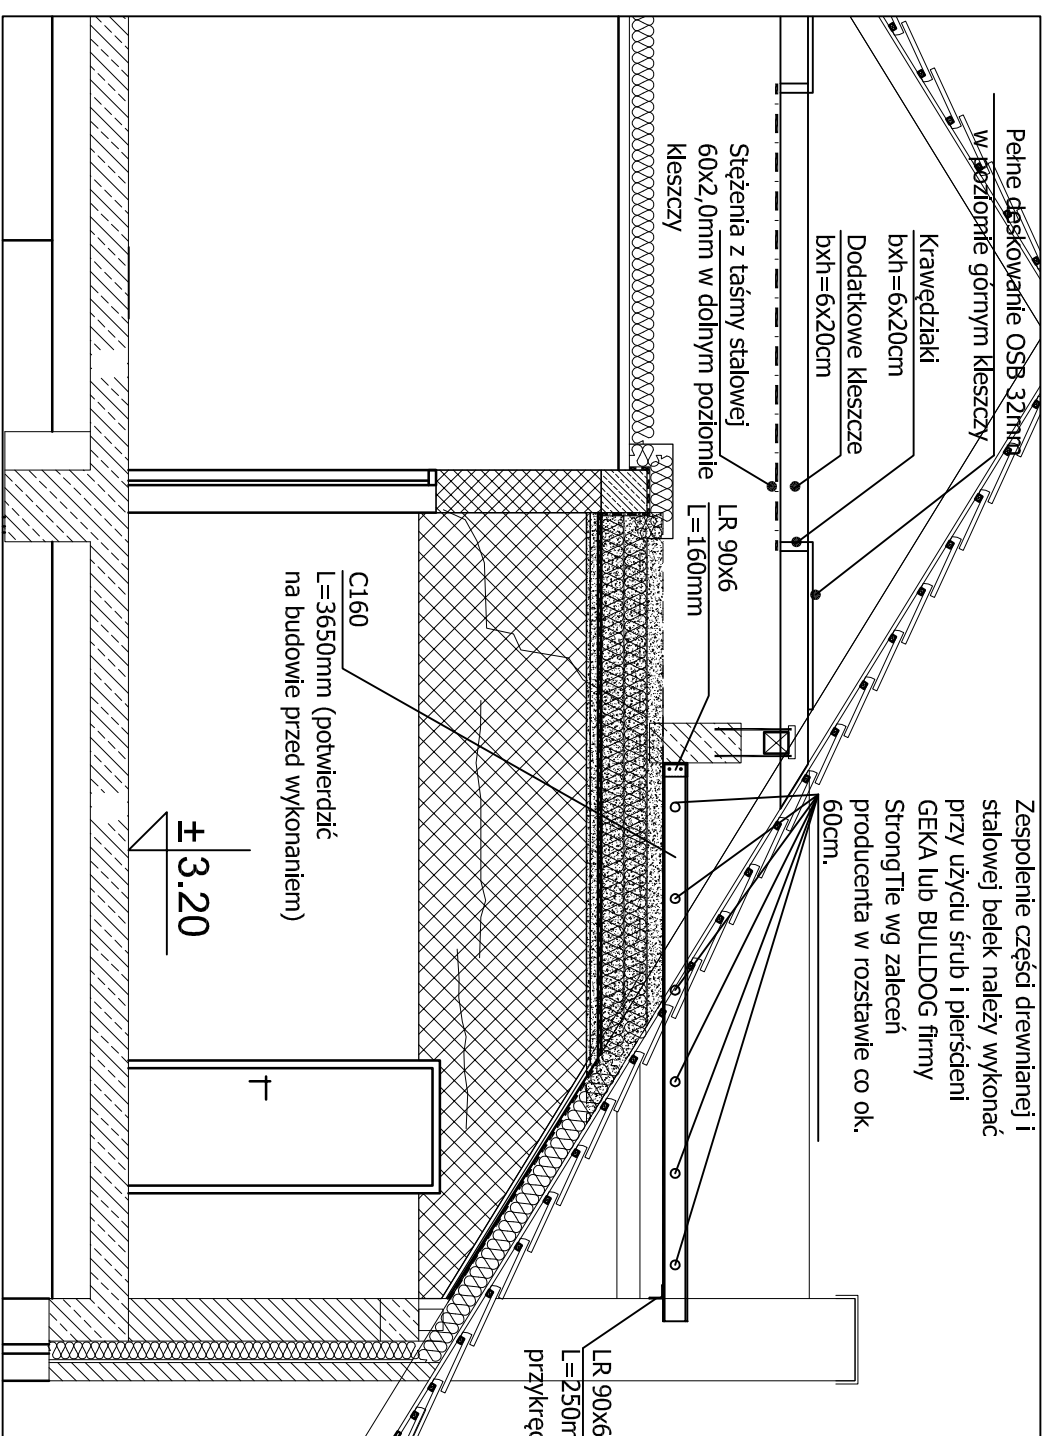 Pełne deskowanie OSB 32mm
w poziomie górnym kleszczy
Krawędziaki
bxh=6x20cm
Dodatkowe kleszcze
bxh=6x20cm
Stężenia z taśmy stalowej
60x2,0mm w dolnym poziomie
kleszczy
LR 90x6
L=160mm
C160
L=3650mm (potwierdzić
na budowie przed wykonaniem)
± 3.20
Zespolenie części drewnianej i
stalowej belek należy wykonać
przy użyciu śrub i pierścieni
GEKA lub BULLDOG firmy
StrongTie wg zaleceń
producenta w rozstawie co ok.
60cm.
LR 90x6
L=250m
przykrę